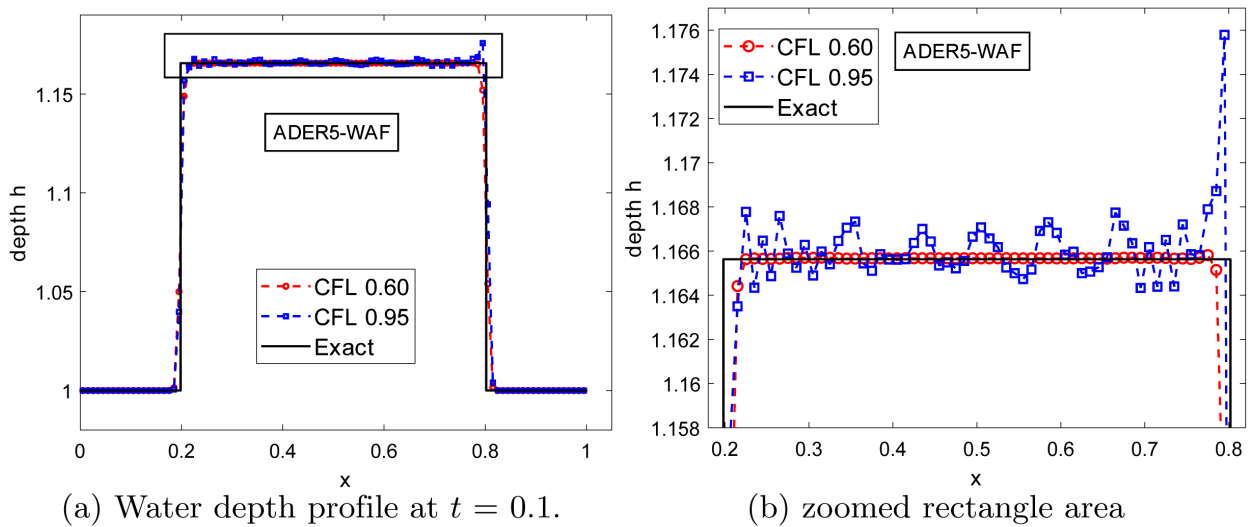 1.15
1.1
1.05
1
depth h
0
0.2
0.4
0.6
0.8
1
x
ADER5-WAF
CFL 0.60
CFL 0.95
Exact
(a) Water depth profile at t = 0.1.
1.176
1.174
1.172
1.17
1.168
1.166
1.164
1.162
1.16
1.158
depth h
0.2
0.3
0.4
0.5
0.6
0.7
0.8
x
CFL 0.60
CFL 0.95
Exact
ADER5-WAF
(b) zoomed rectangle area